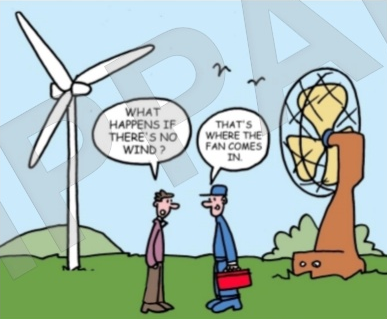 WHAT
HAPPENS IF
THERE'S NO
WIND ?
THAT'S
WHERE THE
FAN COMES
IN.